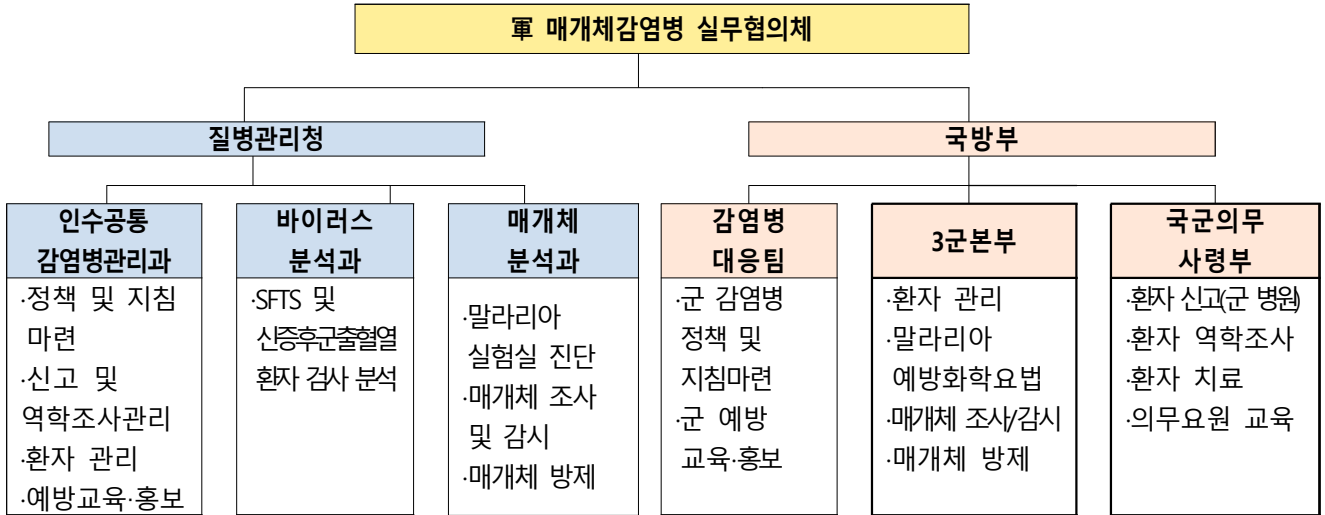 軍 매개체감염병 실무협의체
질병관리청
국방부
인수공통
감염병관리과
·정책 및 지침
마련
·신고 및
역학조사관리
·환자 관리
·예방교육·홍보
바이러스
분석과
·SFTS 및
신증후군출혈열
환자 검사 분석
매개체
분석과
·말라리아
실험실 진단
·매개체 조사
및 감시
·매개체 방제
감염병
대응팀
·군 감염병
정책 및
지침마련
·군 예방
교육·홍보
3군본부
·환자 관리
·말라리아
예방화학요법
·매개체 조사/감시
·매개체 방제
국군의무
사령부
·환자 신고(군 병원)
·환자 역학조사
·환자 치료
·의무요원 교육